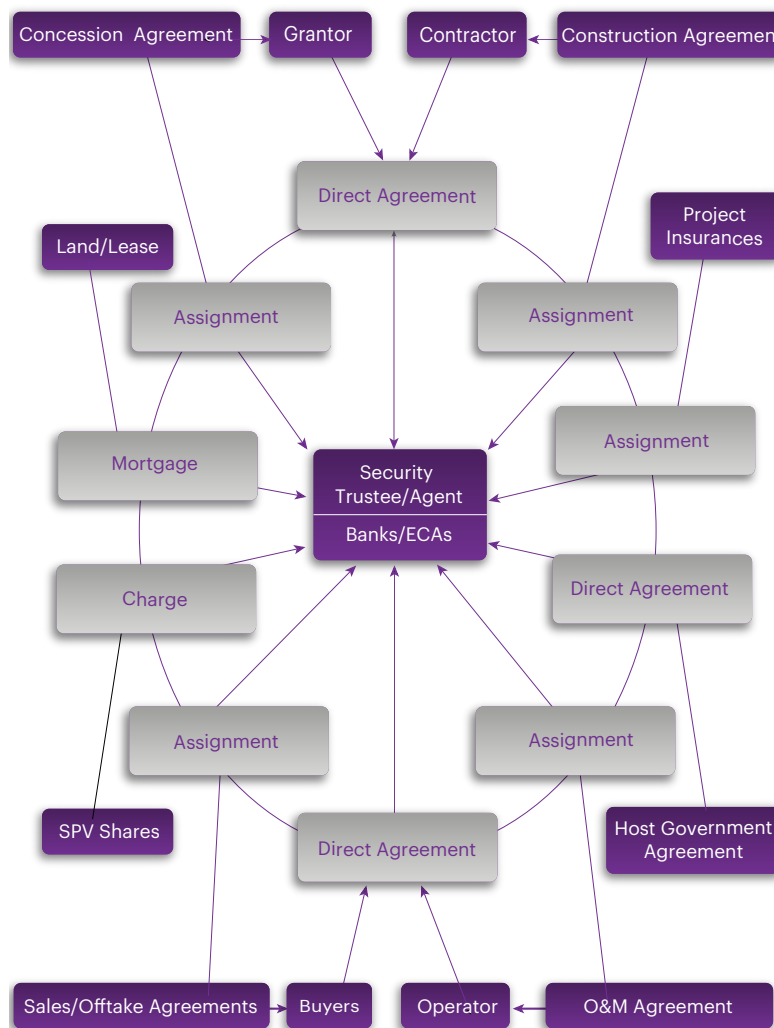 Concession Agreement
Grantor
Contractor
Construction Agreement
Direct Agreement
Project
Insurances
Land/Lease
Assignment
Assignment
Assignment
Mortgage
Security
Trustee/Agent
Banks/ECAs
Direct Agreement
Charge
Assignment
Assignment
SPV Shares
Direct Agreement
Host Government
Agreement
Sales/Offtake Agreements
Buyers
Operator
O&M Agreement